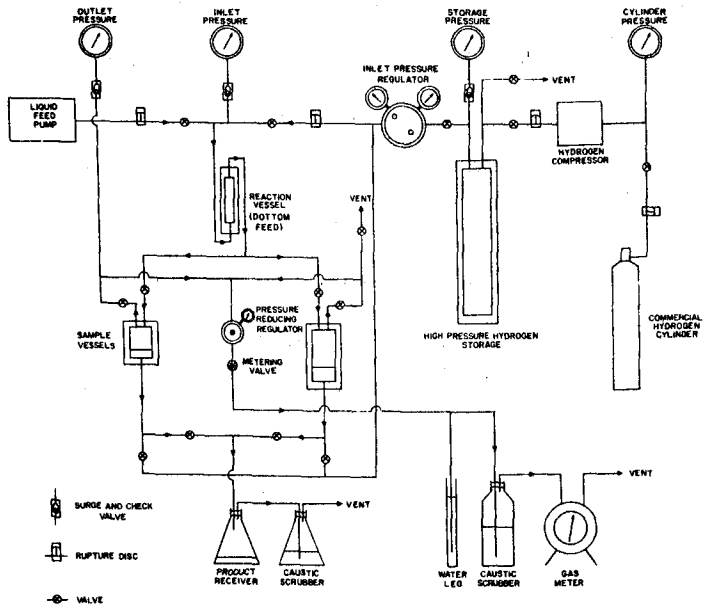 OUTLET
PRESSURE
INLET
PRESSURE
STORAGE
PRESSURE
CYLINDER
PRESSURE
INLET PRESSURE
REGULATOR
VENT
LIQUID
FEED
PUMP
HYDROGEN
COMPRESSOR
REACTION
VESSEL
(DOTTOM
FEED)
VENT
SAMPLE
VESSELS
PRESSURE
REDUCING
REGULATOR
METERING
VALVE
HIGH PRESSURE HYDROGEN
STORAGE
COMMERCIAL
HYDROGEN
CYLINDER
SURGE AND CHECK
VALVE
RUPTURE DISC
VALVE
VENT
PRODUCT
RECEIVER
CAUSTIC
SCRUBBER
WATER
LEG
CAUSTIC
SCRUBBER
GAS
METER
VENT